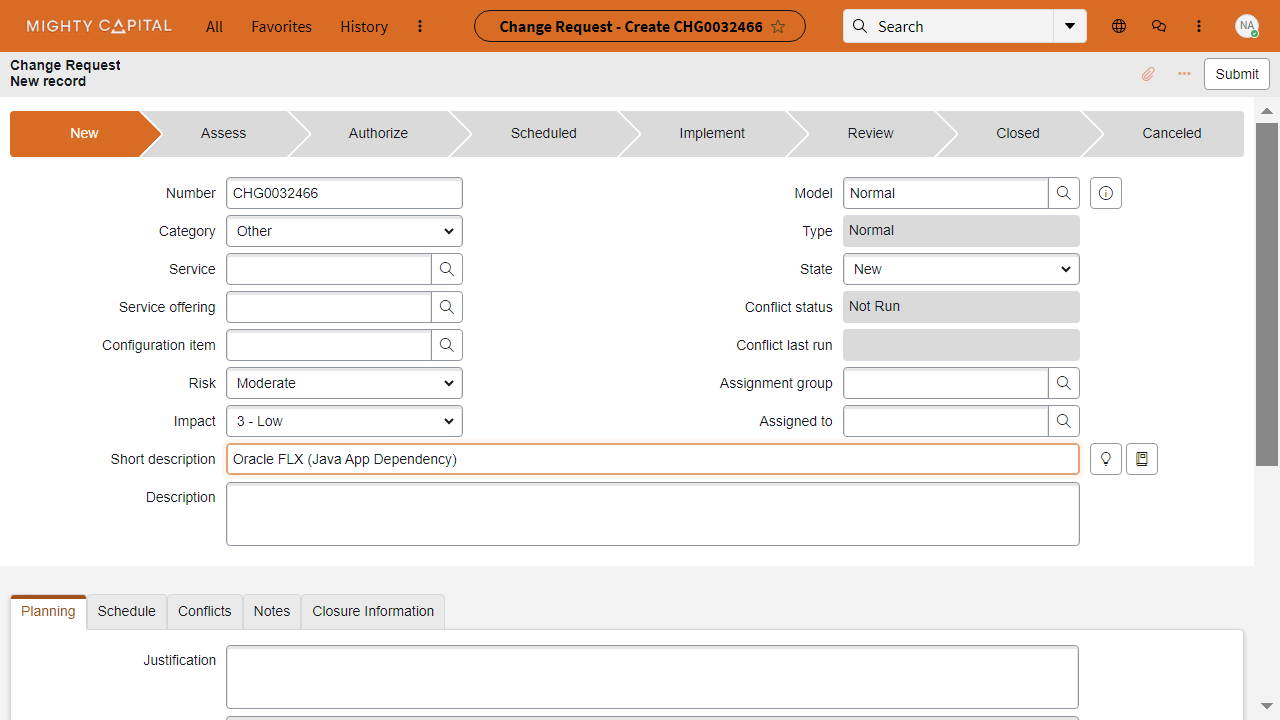 MIGHTY CAPITAL
All
Favorites
History
Change Request - Create CHG0032466
Search
NA
Change Request
New record
Submit
New
Assess
Authorize
Scheduled
Implement
Review
Closed
Canceled
Number
CHG0032466
Model
Normal
Category
Other
Type
Normal
Service
State
New
Service offering
Conflict status
Not Run
Configuration item
Conflict last run
Risk
Moderate
Assignment group
Impact
3 - Low
Assigned to
Short description
Oracle FLX (Java App Dependency)
Description
Planning
Schedule
Conflicts
Notes
Closure Information
Justification